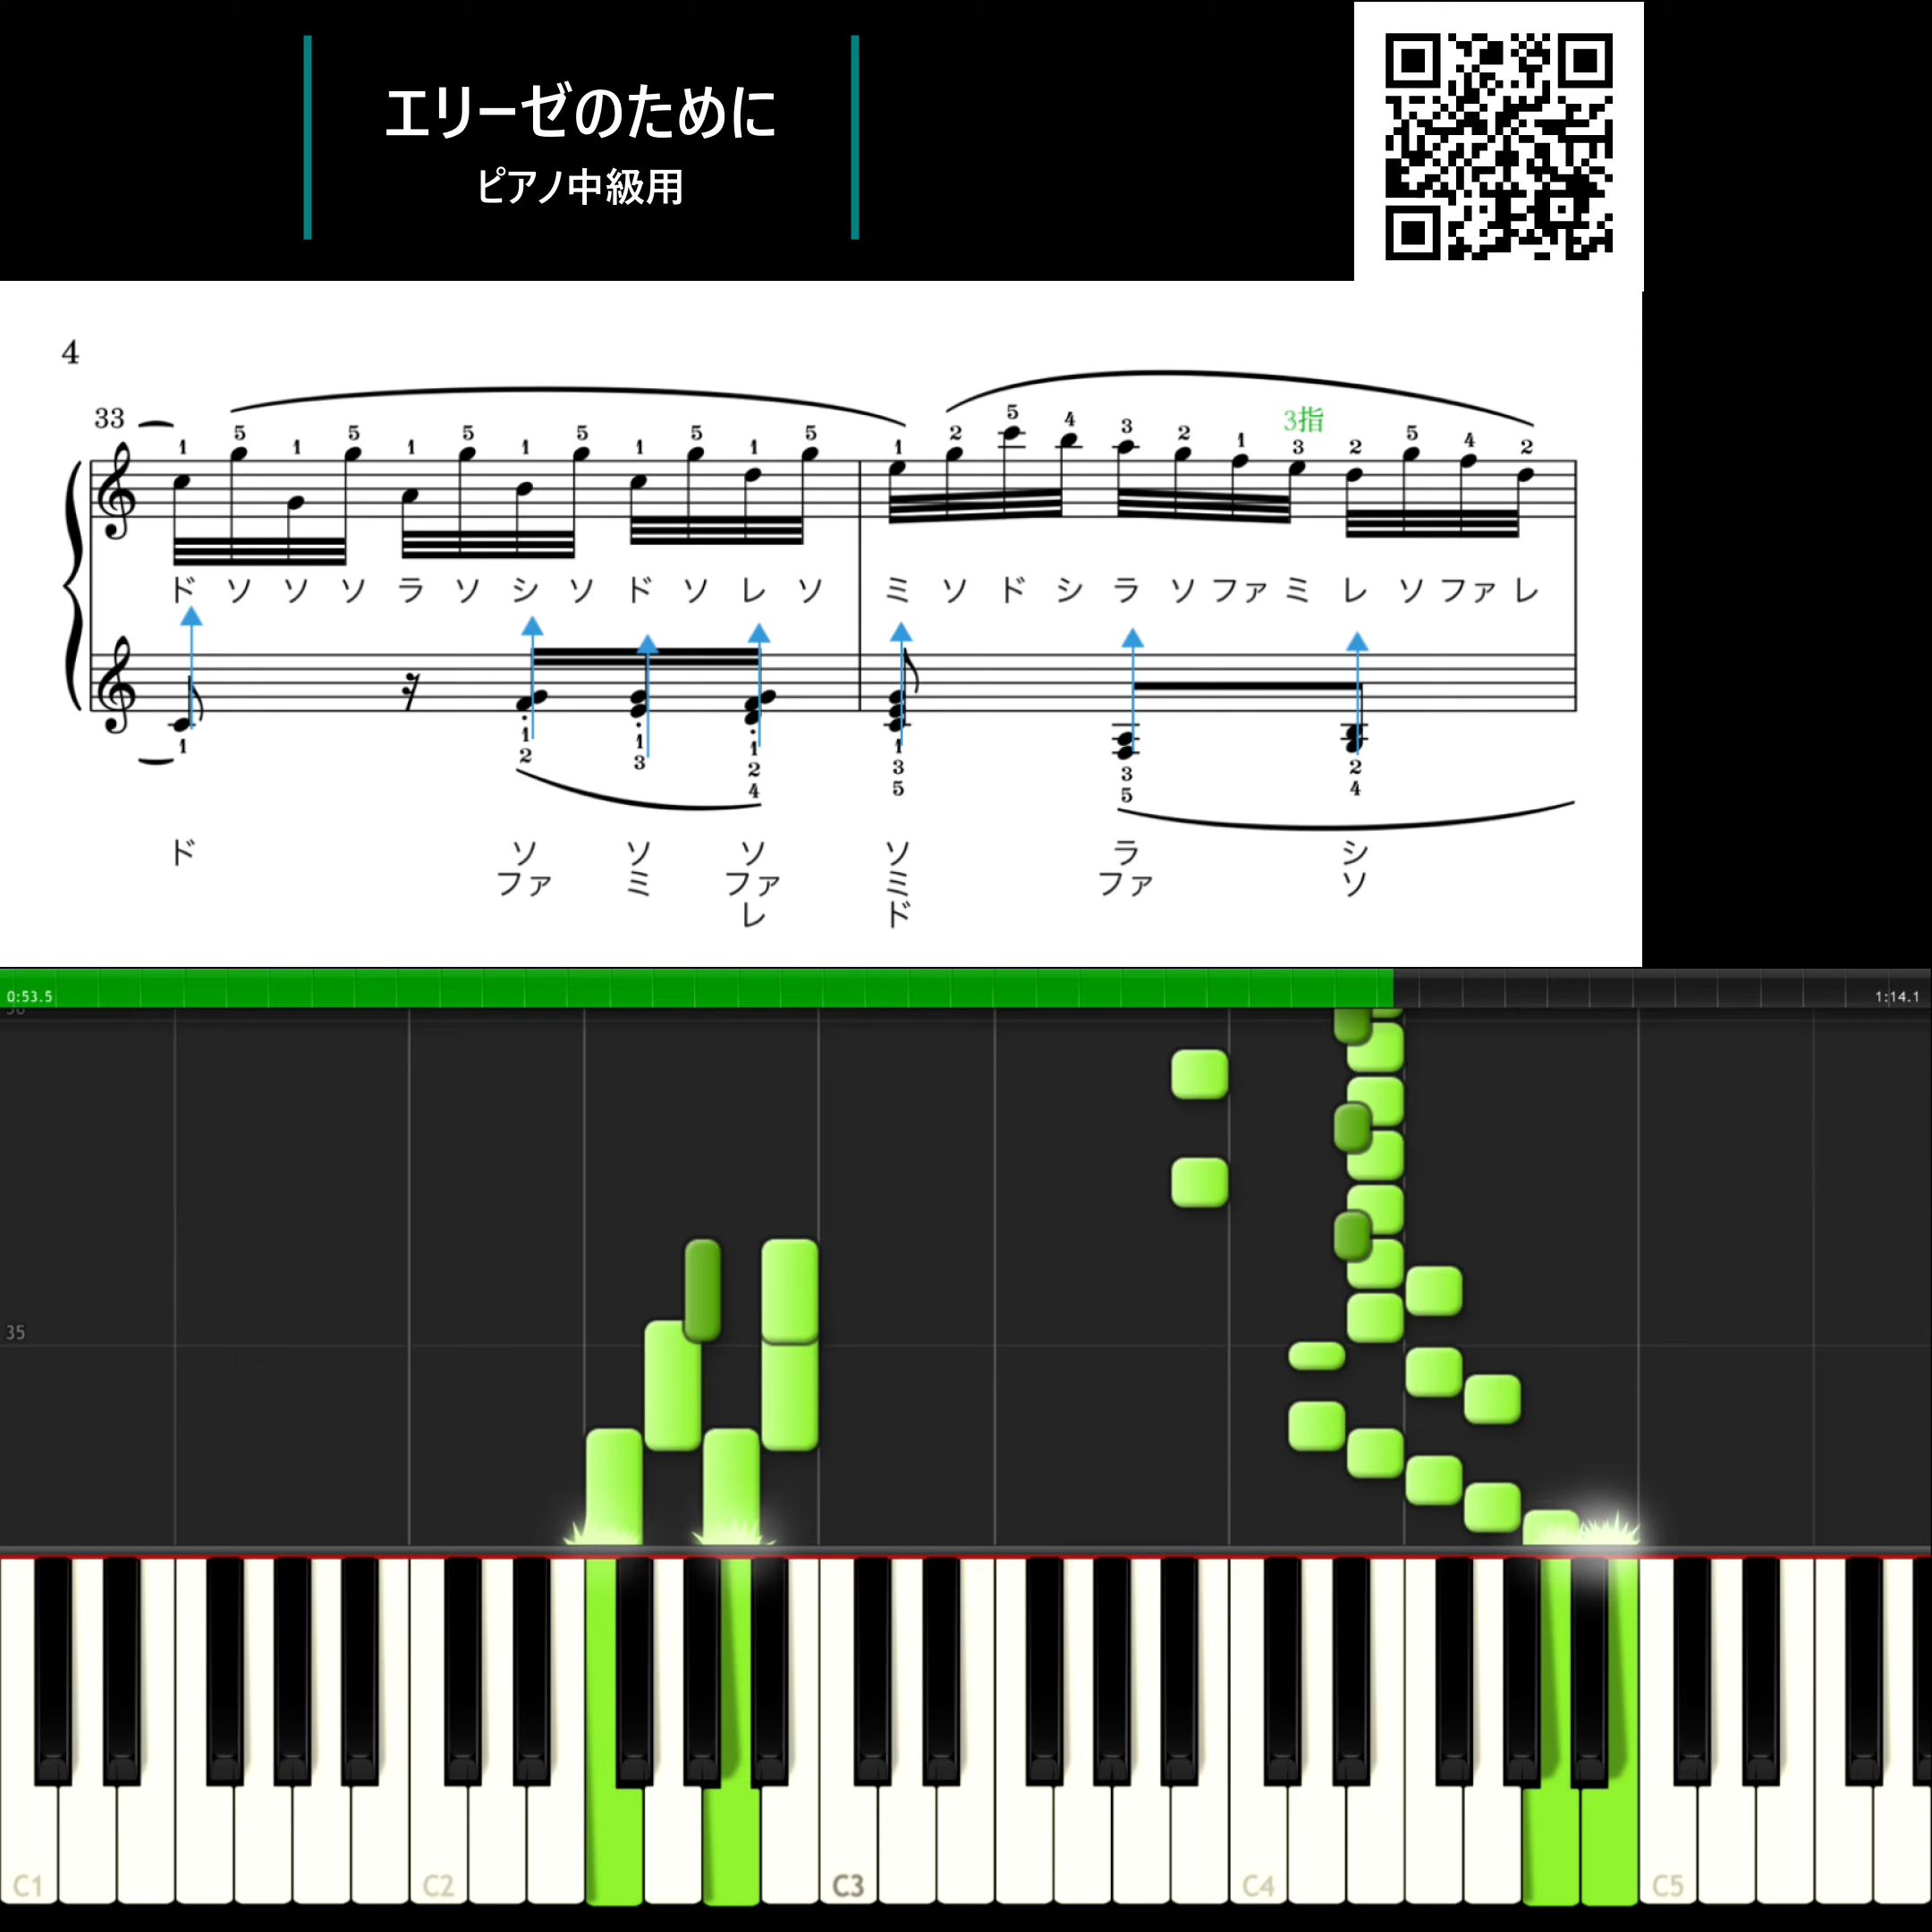 エリーゼのために
ピアノ中級用
4
33
1 5 1 5 1 5 1 5 1 5 1 5 1 2 5 4 3 2 1 3 2 5 4 2
3指
ド ソ ソ ソ ラ ソ シ ソ ド ソ レ ソ ミ ソ ド シ ラ ソ ファ ミ レ ソ ファ レ
1 1 1 1 1 3 2
2 3 2 3 5 4
4 5
ド ソ ソ ソ ソ ラ シ
ファ ミ ファ ミ ファ ソ
レ ド
0:53.5 1:14.1
35
C1 C2 C3 C4 C5